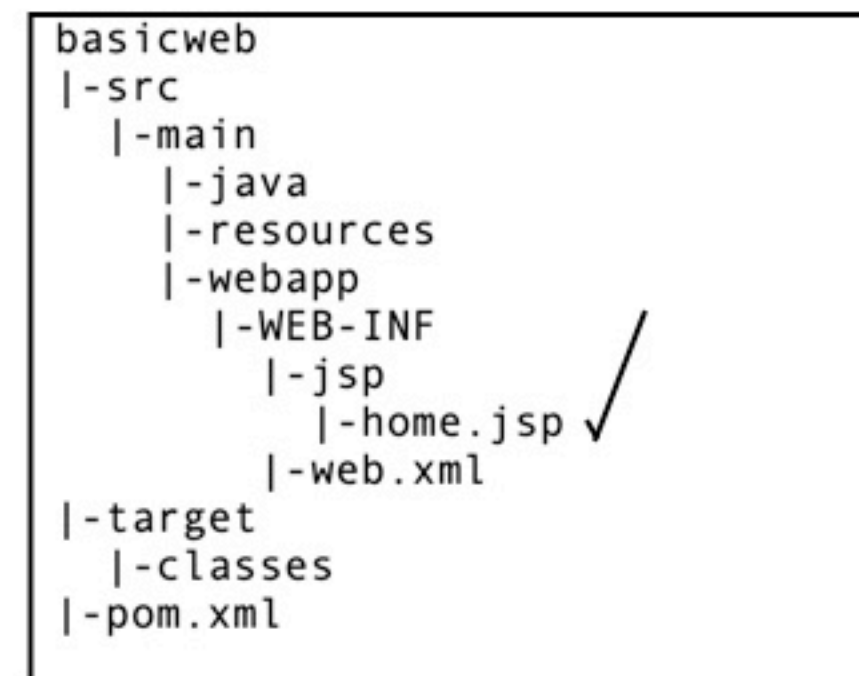 basicweb
|-src
|-main
|-java
|-resources
|-webapp
|-WEB-INF
|-jsp
|-home.jsp
|-web.xml
|-target
|-classes
|-pom.xml